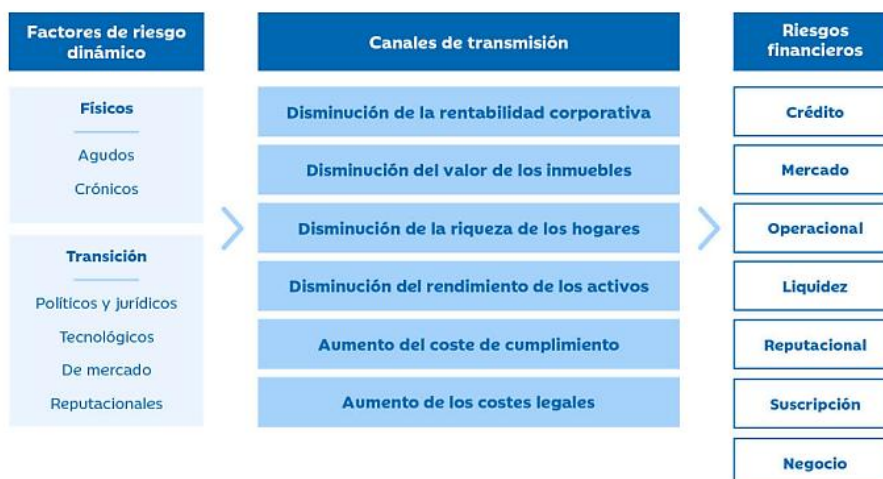 Factores de riesgo
dinámico
Físicos
Agudos
Crónicos
Transición
Políticos y jurídicos
Tecnológicos
De mercado
Reputacionales
Canales de transmisión
Disminución de la rentabilidad corporativa
Disminución del valor de los inmuebles
Disminución de la riqueza de los hogares
Disminución del rendimiento de los activos
Aumento del coste de cumplimiento
Aumento de los costes legales
Riesgos
financieros
Crédito
Mercado
Operacional
Liquidez
Reputacional
Suscripción
Negocio